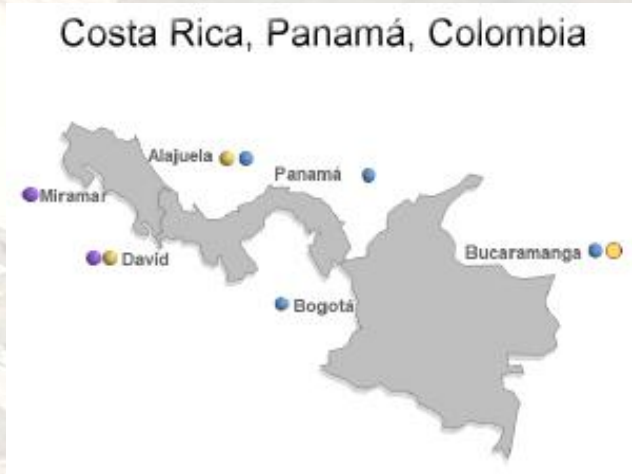 Costa Rica, Panamá, Colombia
Alajuela
Panamá
Miramar
Bucaramanga
David
Bogotá